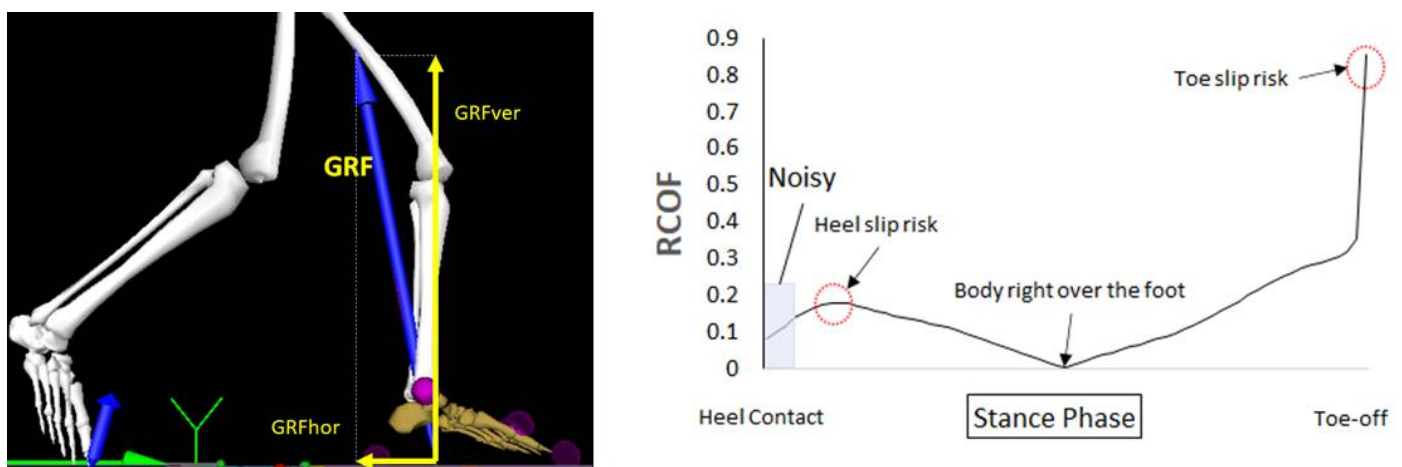 GRFver
GRF
GRFhor
RCOF
0.9
0.8
0.7
0.6
0.5
0.4
0.3
0.2
0.1
0
Toe slip risk
Noisy
Heel slip risk
Body right over the foot
Heel Contact
Stance Phase
Toe-off